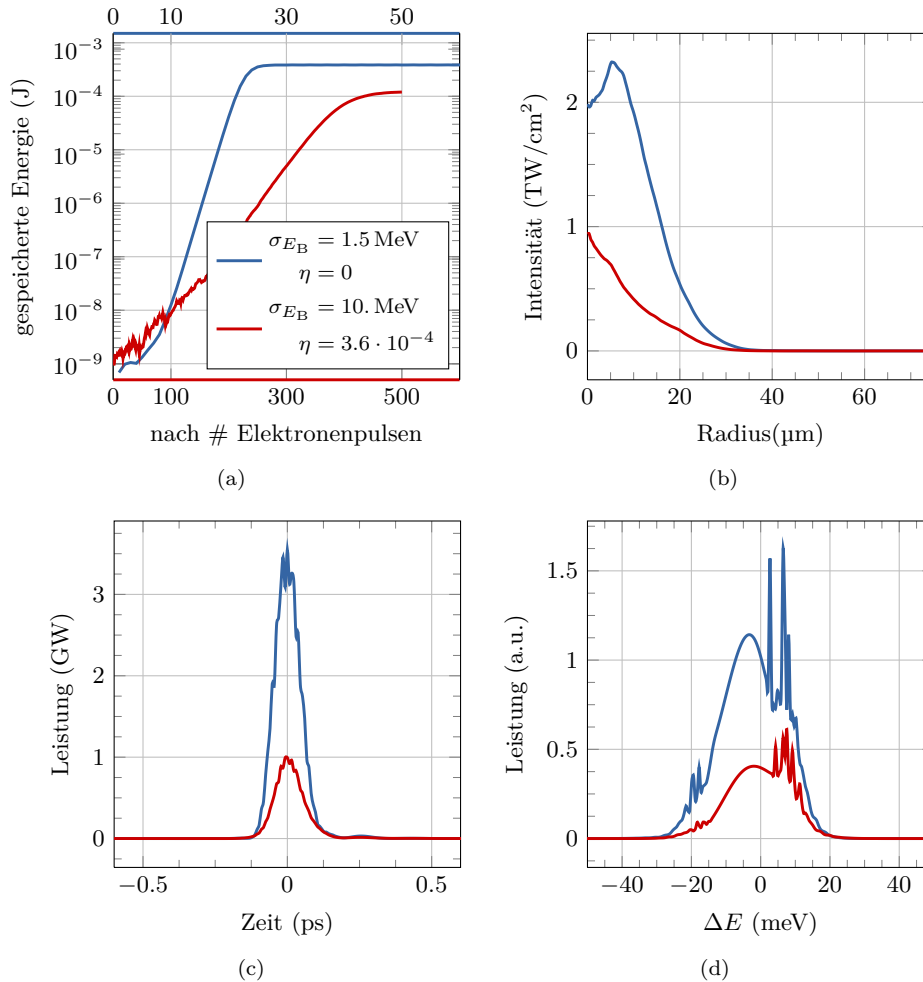 0 10 30 50
10⁻³
10⁻⁴
10⁻⁵
10⁻⁶
10⁻⁷
10⁻⁸
10⁻⁹
gespeicherte Energie (J)
σ_{E_B} = 1.5 MeV
η = 0
σ_{E_B} = 10. MeV
η = 3.6 · 10⁻⁴
0 100 300 500
nach # Elektronenpulsen
(a)
2
1
0
Intensität (TW/cm²)
0 20 40 60
Radius(µm)
(b)
3
2
1
0
Leistung (GW)
−0.5 0 0.5
Zeit (ps)
(c)
1.5
1
0.5
0
Leistung (a.u.)
−40 −20 0 20 40
ΔE (meV)
(d)